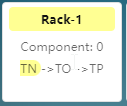 Rack-1
Component: 0
TN ->TO ->TP